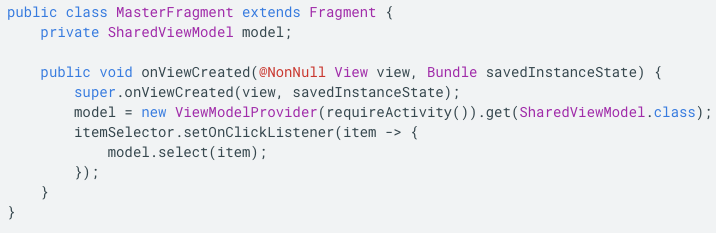 public class MasterFragment extends Fragment {
    private SharedViewModel model;

    public void onViewCreated(@NonNull View view, Bundle savedInstanceState) {
        super.onViewCreated(view, savedInstanceState);
        model = new ViewModelProvider(requireActivity()).get(SharedViewModel.class);
        itemSelector.setOnClickListener(item -> {
            model.select(item);
        });
    }
}